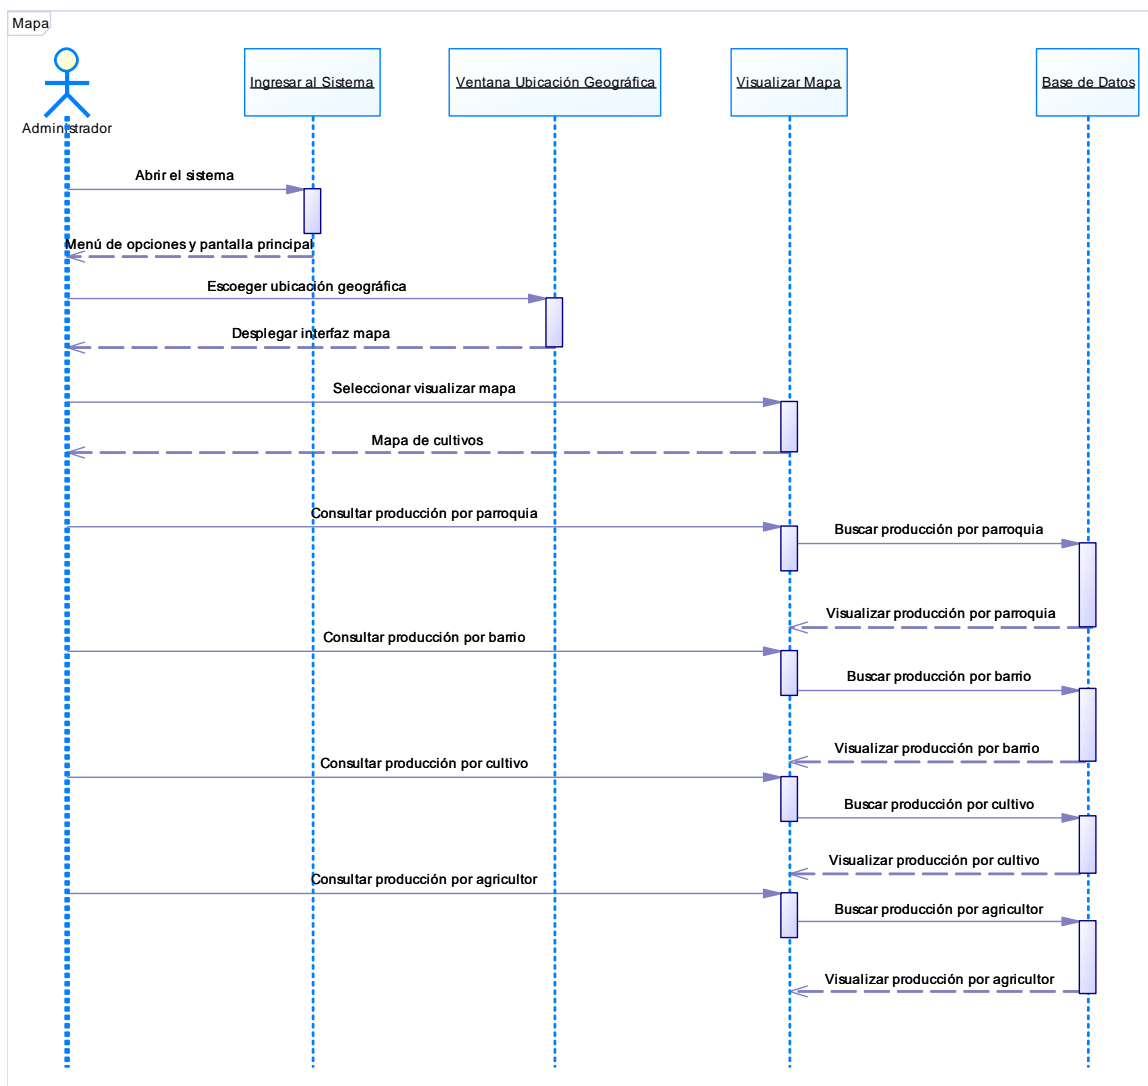 Mapa
Ingresar al Sistema
Ventana Ubicación Geográfica
Visualizar Mapa
Base de Datos
Administrador
Abrir el sistema
Menú de opciones y pantalla principal
Escoeger ubicación geográfica
Desplegar interfaz mapa
Seleccionar visualizar mapa
Mapa de cultivos
Consultar producción por parroquia
Buscar producción por parroquia
Visualizar producción por parroquia
Consultar producción por barrio
Buscar producción por barrio
Visualizar producción por barrio
Consultar producción por cultivo
Buscar producción por cultivo
Visualizar producción por cultivo
Consultar producción por agricultor
Buscar producción por agricultor
Visualizar producción por agricultor